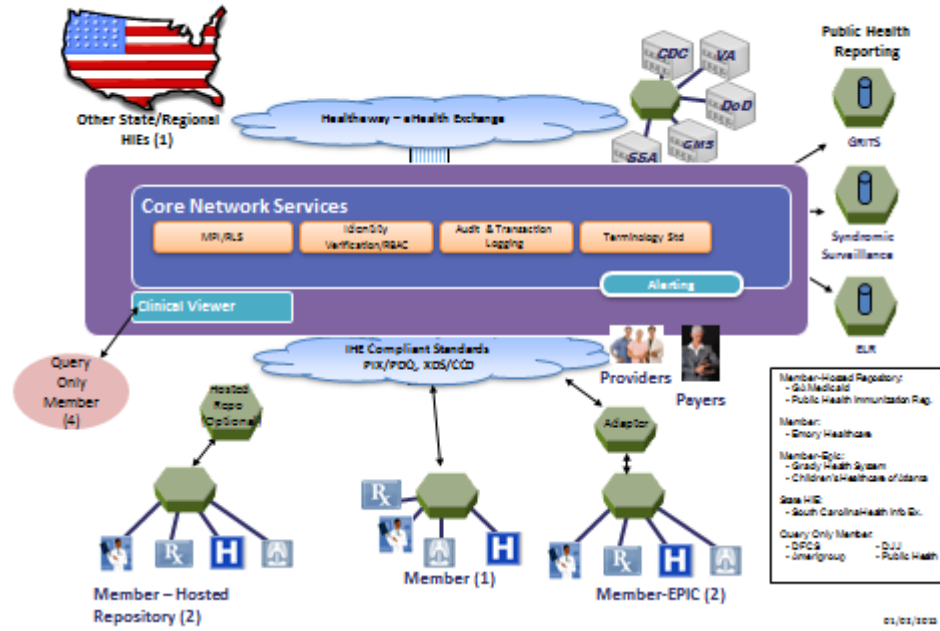 Public Health
Reporting
CDC
VA
DoD
SSA
CMS
Other State/Regional
HIEs (1)
Healtheway – eHealth Exchange
GRITS
Core Network Services
MPI/RLS
Identity
Verification/RBAC
Audit & Transaction
Logging
Terminology Std
Syndromic
Surveillance
Alerting
Clinical Viewer
ELR
IHE Compliant Standards
PIX/PDQ, XDS/CCD
Providers
Payers
Query
Only
Member
(4)
Hosted
Repo
(Optional)
Adaptor
Member-Hosted Repository:
- GA Medicaid
- Public Health Immunization Reg.
Member:
- Emory Healthcare
Member-Epic:
- Grady Health System
- Children's Healthcare of Atlanta
State HIE:
- South Carolina Health Info Ex.
Query Only Member:
- DFCS - DJJ
- Amerigroup - Public Health
Rx
H
Rx
H
Rx
H
Member – Hosted
Repository (2)
Member (1)
Member-EPIC (2)